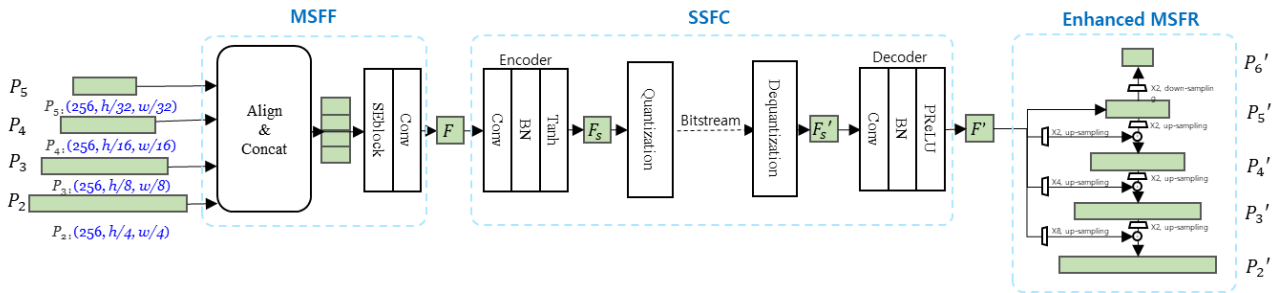 MSFF
SSFC
Enhanced MSFR
P5
P5:(256, h/32, w/32)
P4
P4:(256, h/16, w/16)
P3
P3:(256, h/8, w/8)
P2
P2:(256, h/4, w/4)
Align
&
Concat
SEblock
Conv
F
Encoder
Conv
BN
Tanh
Fs
Quantization
Bitstream
Dequantization
Fs'
Decoder
Conv
BN
PReLU
F'
P6'
X2, down-samplin
g
P5'
X2, up-sampling
X2, up-sampling
P4'
X2, up-sampling
X4, up-sampling
P3'
X2, up-sampling
X8, up-sampling
P2'